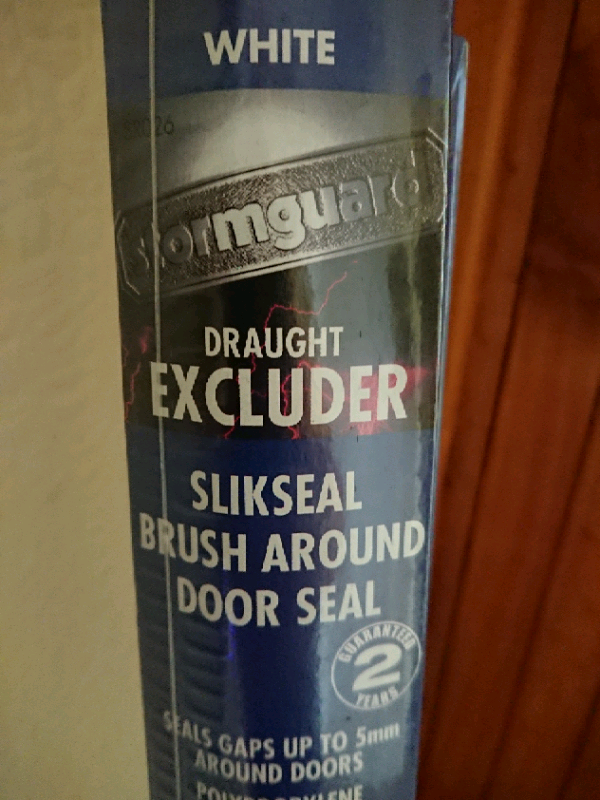 WHITE
stormguard
DRAUGHT
EXCLUDER
SLIKSEAL
BRUSH AROUND
DOOR SEAL
GUARANTEED
2
YEARS
SEALS GAPS UP TO 5mm
AROUND DOORS
POLYPROPYLENE